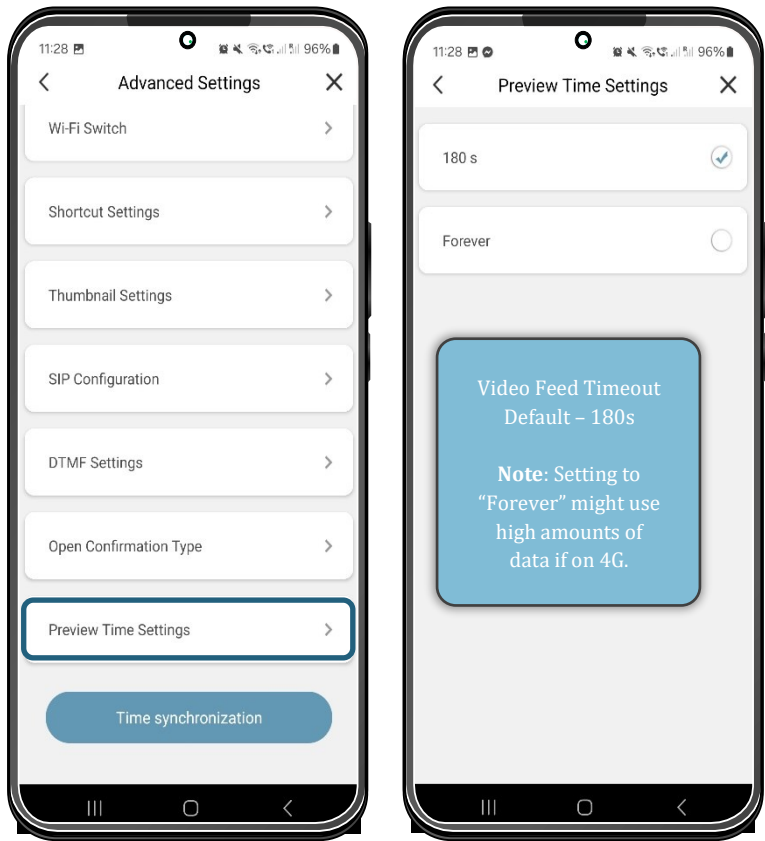 11:28
96%
Advanced Settings
Wi-Fi Switch
Shortcut Settings
Thumbnail Settings
SIP Configuration
DTMF Settings
Open Confirmation Type
Preview Time Settings
Time synchronization
11:28
96%
Preview Time Settings
180 s
Forever
Video Feed Timeout
Default – 180s
Note: Setting to
“Forever” might use
high amounts of
data if on 4G.